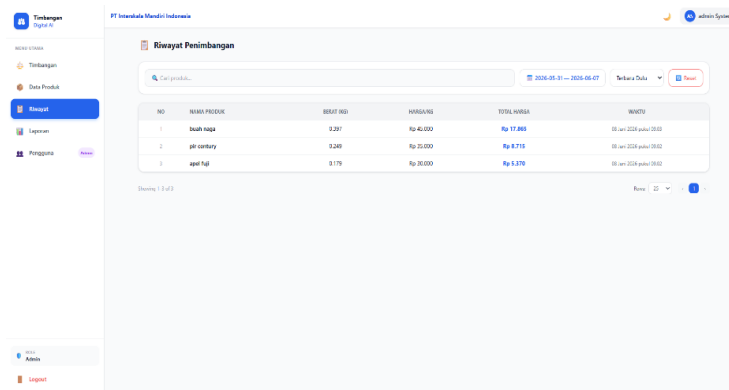 Timbangan
Digital AI
PT Interskala Mandiri Indonesia
admin System
MENU UTAMA
Timbangan
Data Produk
Riwayat
Laporan
Pengguna
Riwayat Penimbangan
Cari produk...
2026-05-31 — 2026-06-07
Terbaru Dulu
Reset
NO NAMA PRODUK BERAT (KG) HARGA/KG TOTAL HARGA WAKTU
1 buah naga 0.397 Rp 45.000 Rp 17.865
2 pir century 0.249 Rp 35.000 Rp 8.715
3 apel fuji 0.179 Rp 30.000 Rp 5.370
Showing 1-3 of 3
Rows 25
1
ROLE
Admin
Logout